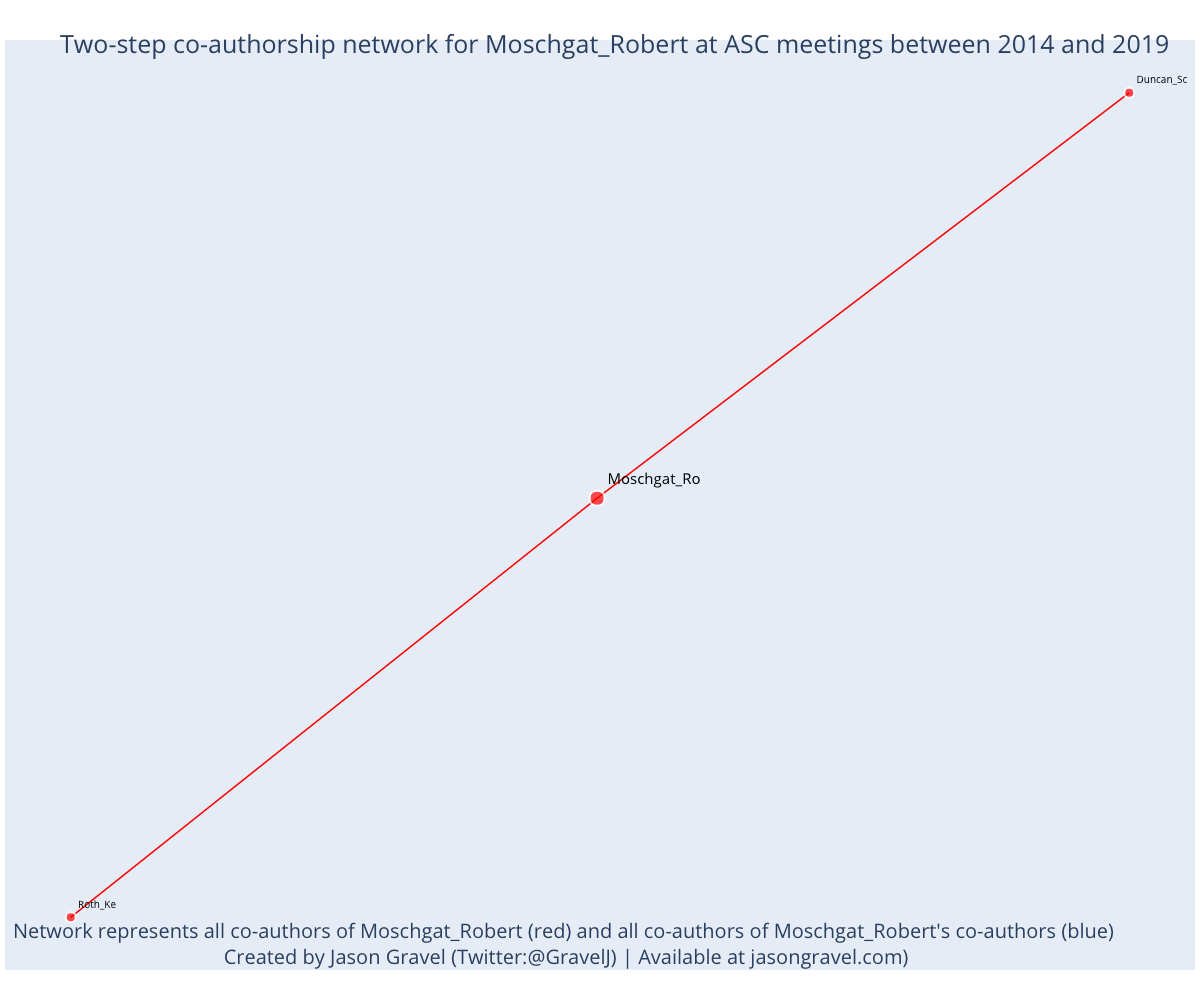 Two-step co-authorship network for Moschgat_Robert at ASC meetings between 2014 and 2019
Duncan_Sc
Moschgat_Ro
Roth_Ke
Network represents all co-authors of Moschgat_Robert (red) and all co-authors of Moschgat_Robert's co-authors (blue)
Created by Jason Gravel (Twitter:@GravelJ) | Available at jasongravel.com)